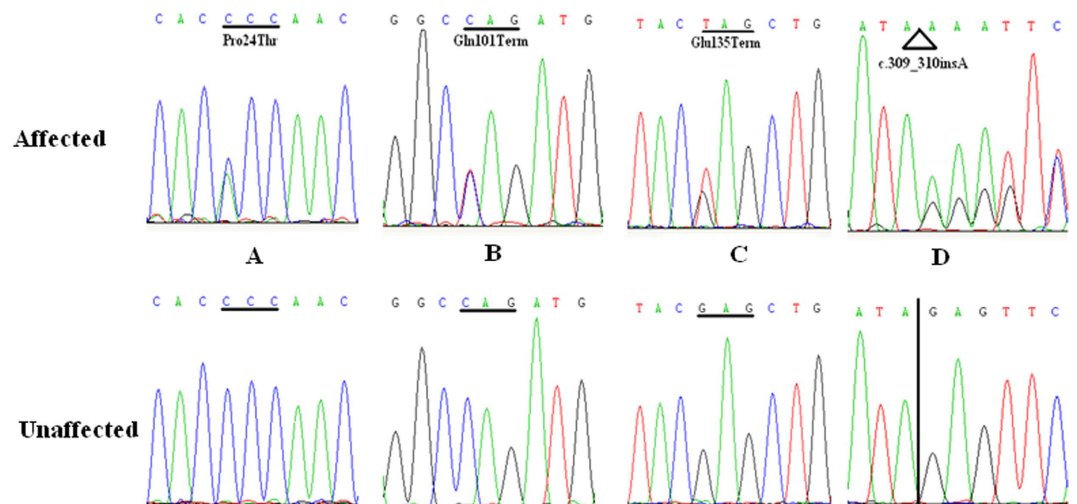 C A C C C C A A C
Pro24Thr
G G C C A G A T G
Gln101Term
T A C T A G C T G
Glu135Term
A T A A A A T T C
c.309_310insA
Affected
A
B
C
D
C A C C C C A A C
G G C C A G A T G
T A C G A G C T G
A T A G A G T T C
Unaffected